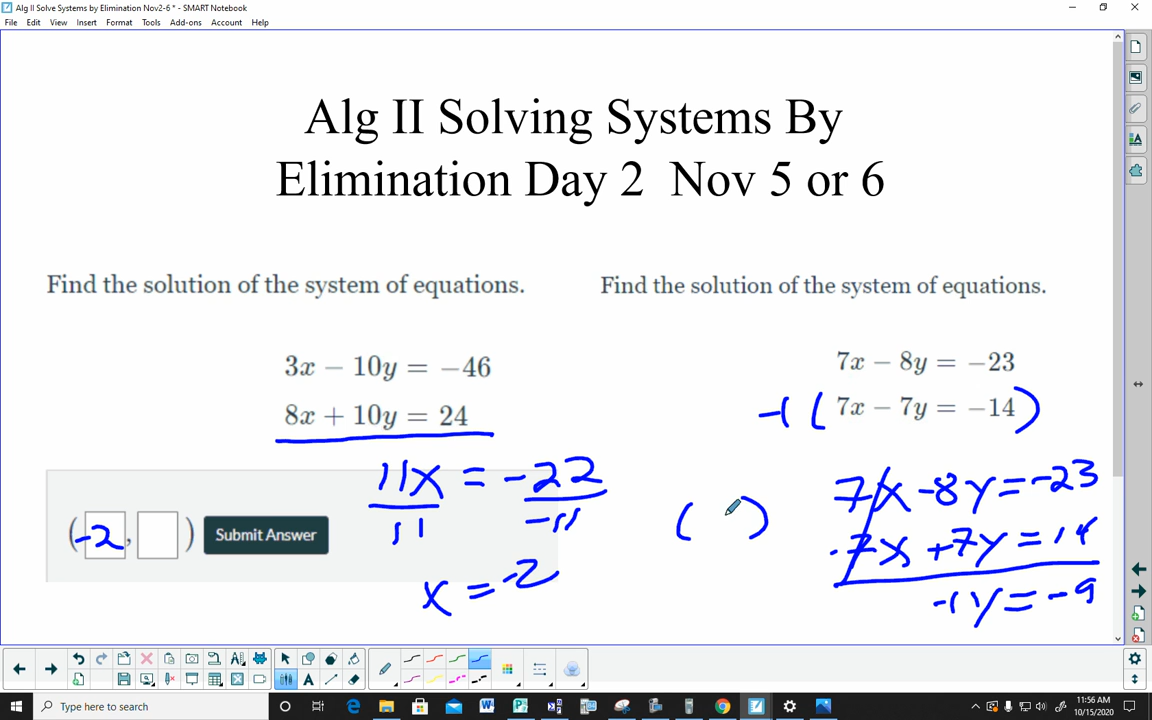 Alg II Solve Systems by Elimination Nov2-6 * - SMART Notebook
File Edit View Insert Format Tools Add-ons Account Help
Alg II Solving Systems By
Elimination Day 2 Nov 5 or 6
Find the solution of the system of equations.
3x − 10y = −46
8x + 10y = 24
11x = -22
11 -11
x = -2
(-2, )
Submit Answer
Find the solution of the system of equations.
7x − 8y = −23
-1 ( 7x − 7y = −14 )
7x -8y = -23
-7x +7y = 14
-1y = -9
( )
Type here to search
11:56 AM
10/15/2020